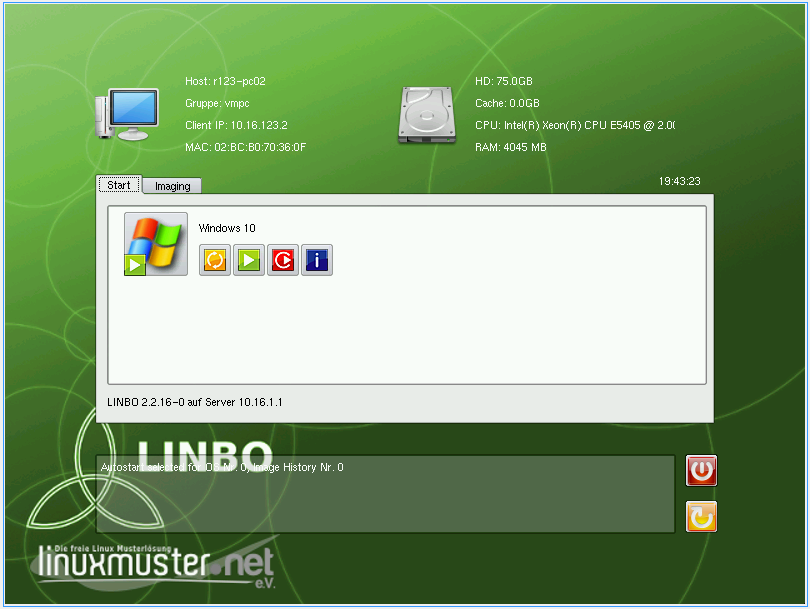 Host: r123-pc02
Gruppe: vmpc
Client IP: 10.16.123.2
MAC: 02:BC:B0:70:36:0F
HD: 75.0GB
Cache: 0.0GB
CPU: Intel(R) Xeon(R) CPU E5405 @ 2.00
RAM: 4045 MB
Start
Imaging
19:43:23
Windows 10
i
LINBO 2.2.16-0 auf Server 10.16.1.1
LINBO
Autostart selected for OS Nr. 0, Image History Nr. 0
Die freie Linux Musterlösung
linuxmuster.net
e.V.